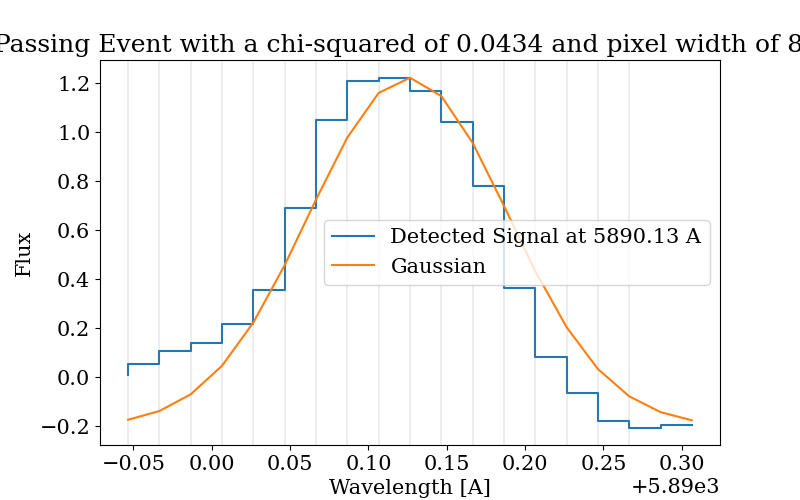 Passing Event with a chi-squared of 0.0434 and pixel width of 8
1.2
1.0
0.8
0.6
0.4
0.2
0.0
−0.2
Flux
Detected Signal at 5890.13 A
Gaussian
−0.05 0.00 0.05 0.10 0.15 0.20 0.25 0.30
Wavelength [A]
+5.89e3